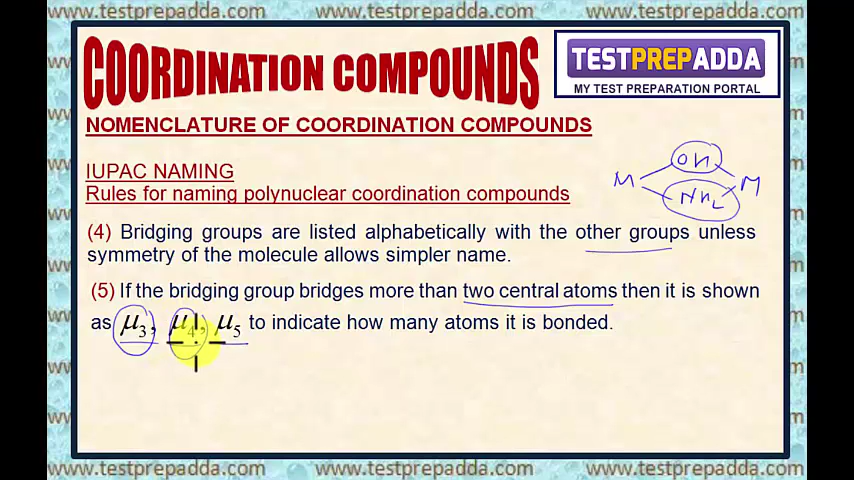 www.testprepadda.com www.testprepadda.com www.testprepadda.com
COORDINATION COMPOUNDS
TESTPREPADDA
MY TEST PREPARATION PORTAL
NOMENCLATURE OF COORDINATION COMPOUNDS
IUPAC NAMING
Rules for naming polynuclear coordination compounds
OH
M M
NH2
(4) Bridging groups are listed alphabetically with the other groups unless
symmetry of the molecule allows simpler name.
(5) If the bridging group bridges more than two central atoms then it is shown
as μ3, μ4, μ5 to indicate how many atoms it is bonded.
www.testprepadda.com www.testprepadda.com www.testprepadda.com